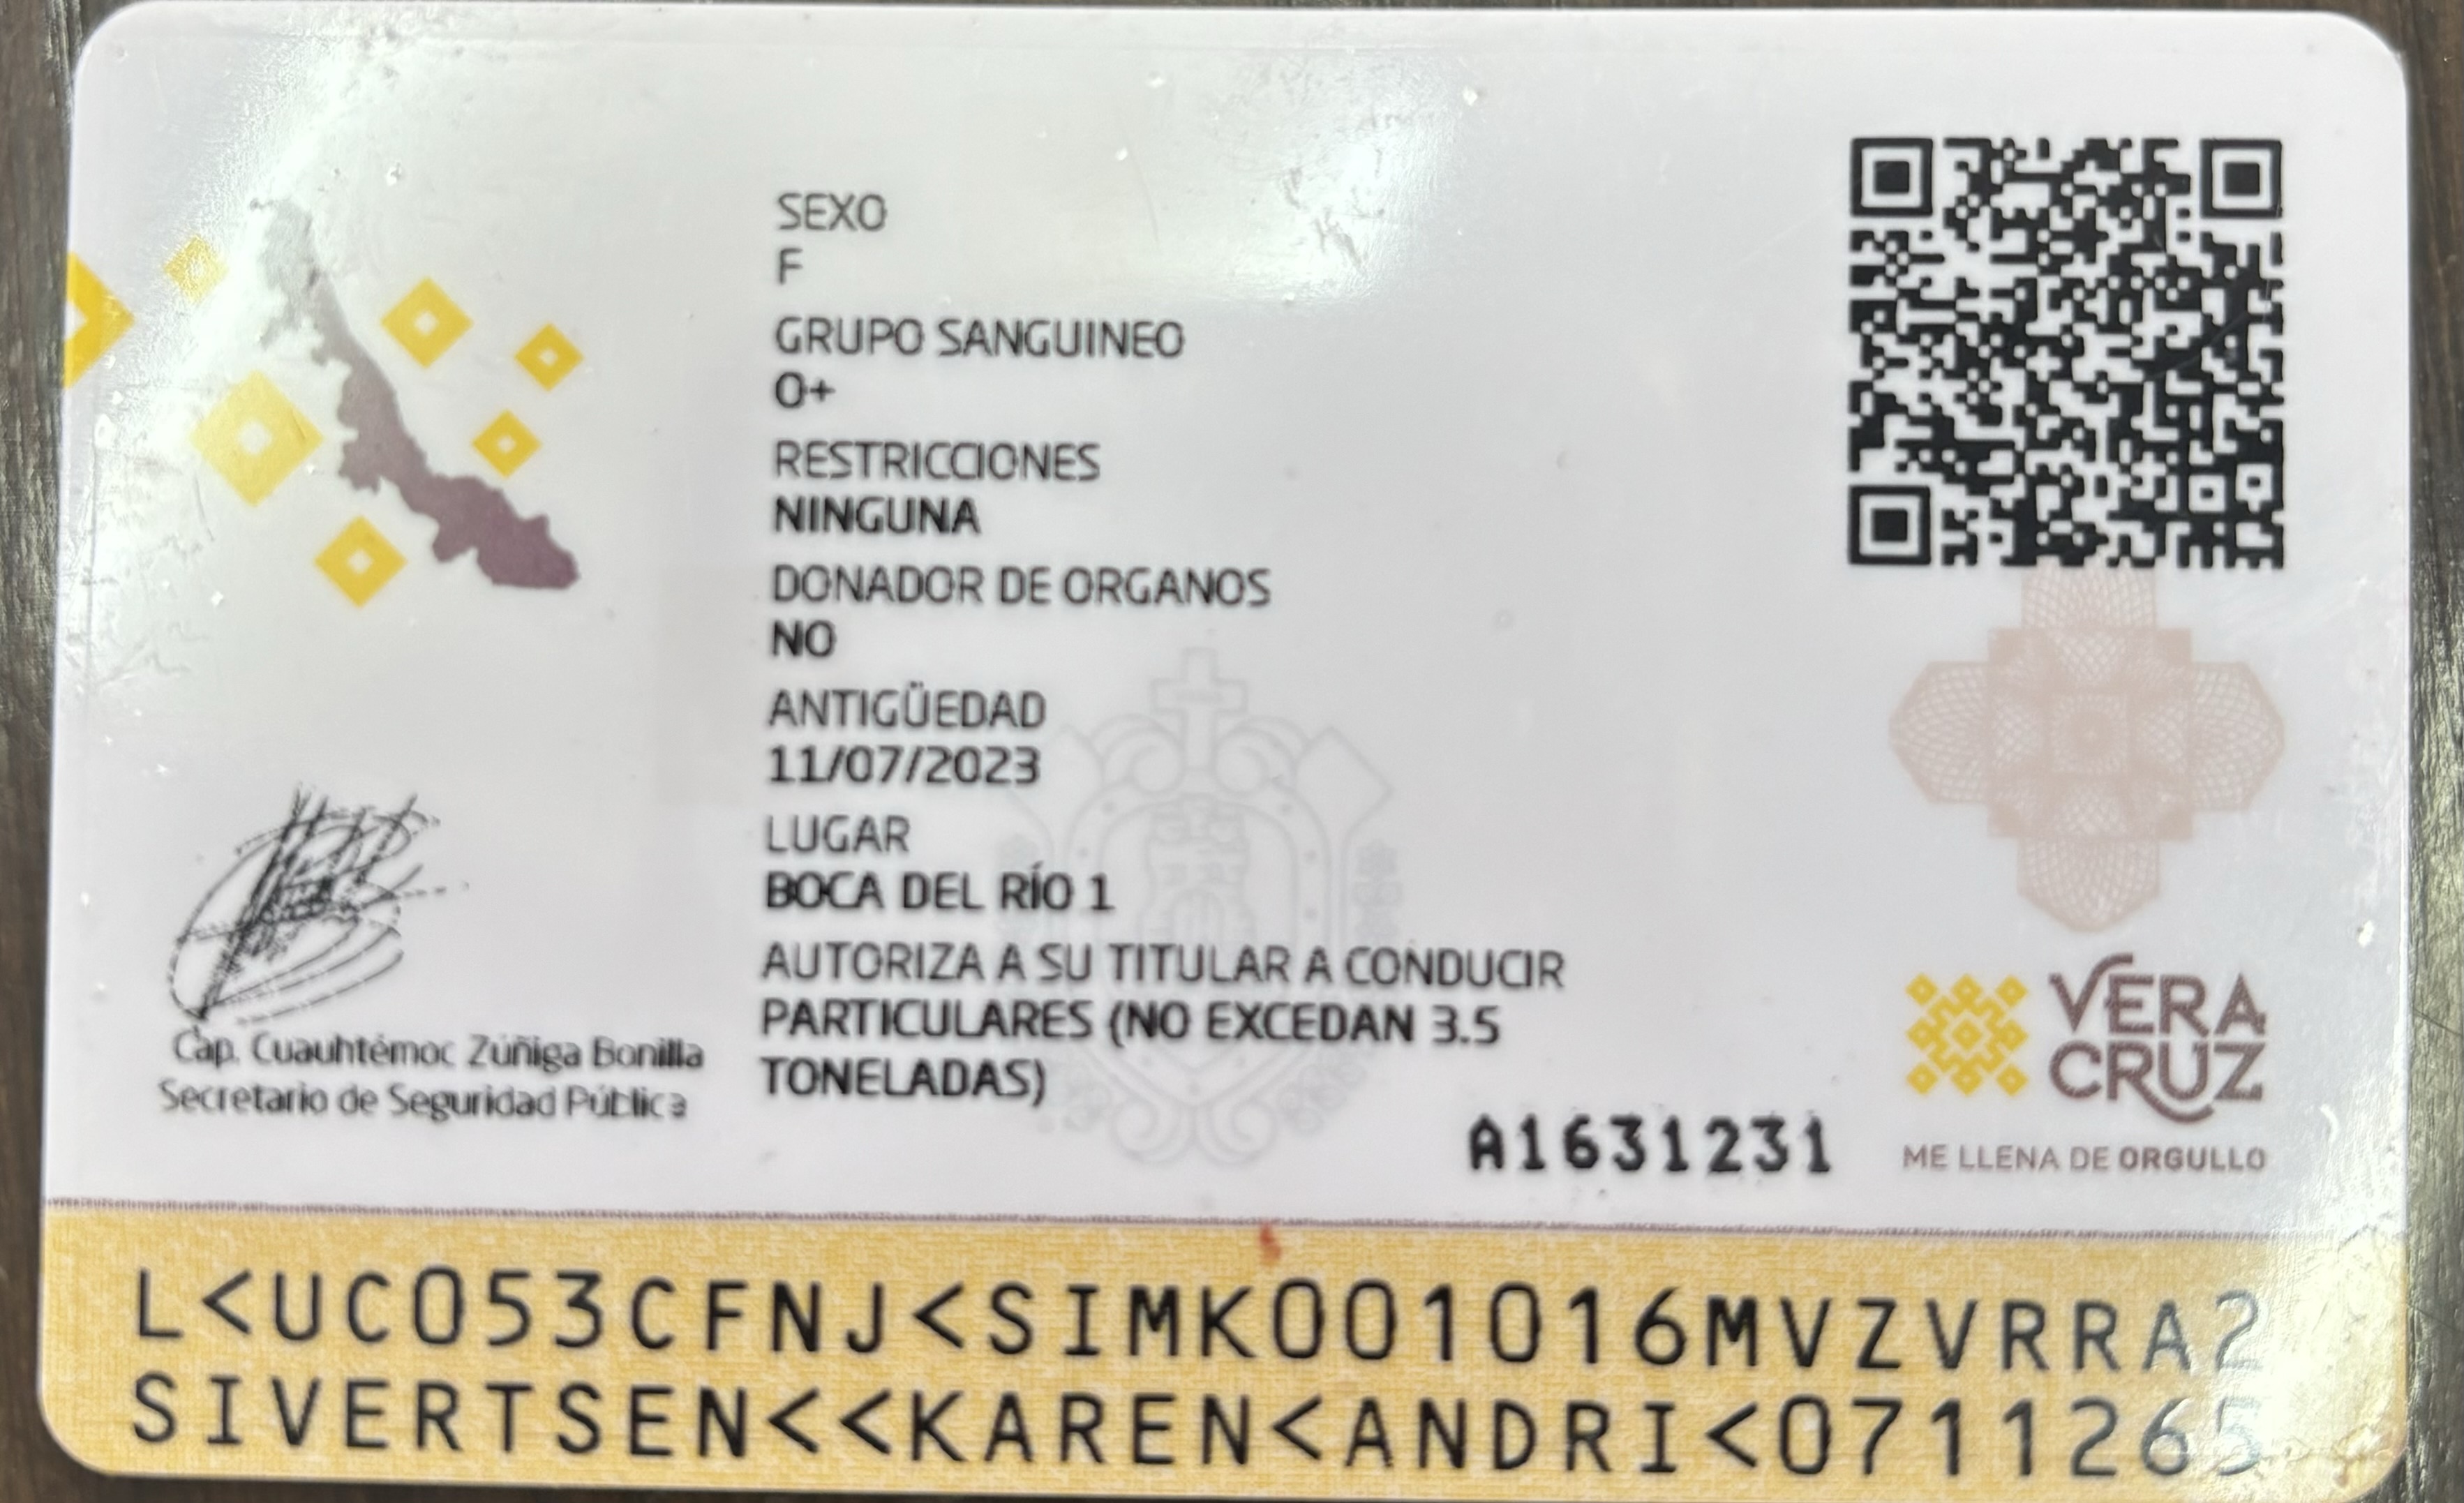 SEXO
F
GRUPO SANGUINEO
O+
RESTRICCIONES
NINGUNA
DONADOR DE ORGANOS
NO
ANTIGÜEDAD
11/07/2023
LUGAR
BOCA DEL RÍO 1
AUTORIZA A SU TITULAR A CONDUCIR
PARTICULARES (NO EXCEDAN 3.5
TONELADAS)
Cap. Cuauhtémoc Zúñiga Bonilla
Secretario de Seguridad Pública
A1631231
VERA
CRUZ
ME LLENA DE ORGULLO
L<UC053CFNJ<SIMK001016MVZVRRA2
SIVERTSEN<<KAREN<ANDRI<0711265